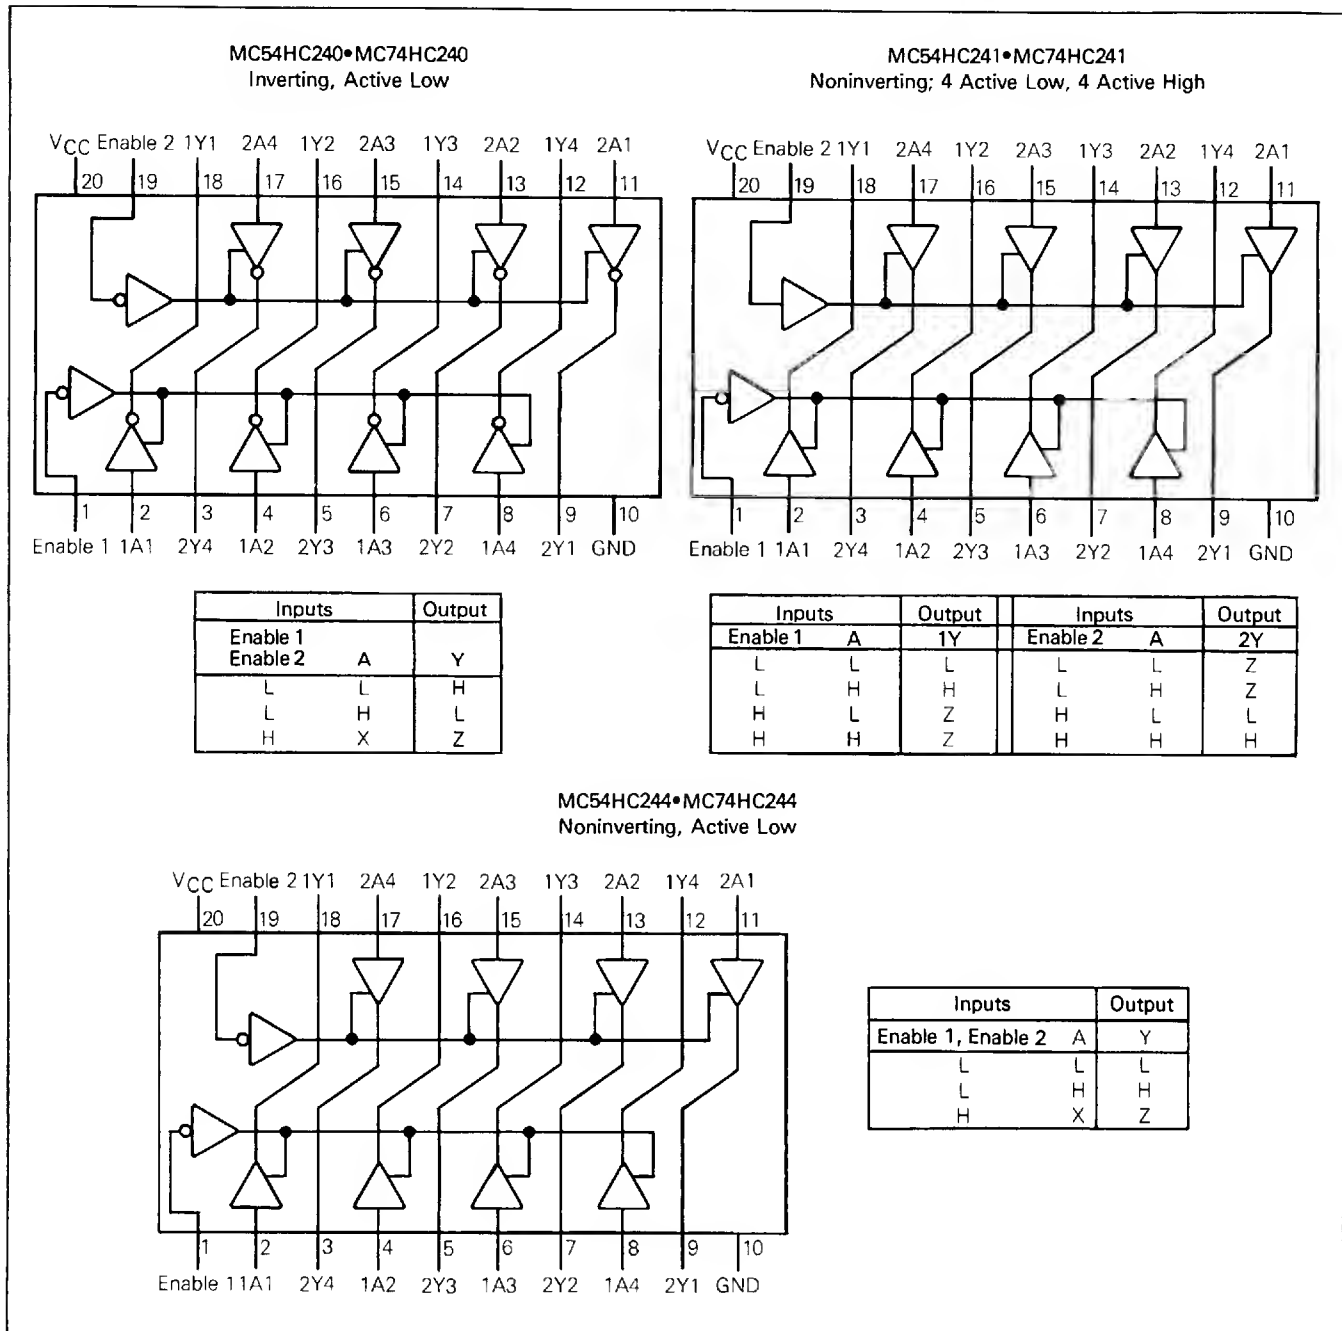 MC54HC240•MC74HC240
Inverting, Active Low
VCC Enable 2 1Y1 2A4 1Y2 2A3 1Y3 2A2 1Y4 2A1
20 19 18 17 16 15 14 13 12 11
1 2 3 4 5 6 7 8 9 10
Enable 1 1A1 2Y4 1A2 2Y3 1A3 2Y2 1A4 2Y1 GND
Inputs Output
Enable 1
Enable 2 A Y
L L H
L H L
H X Z
MC54HC241•MC74HC241
Noninverting; 4 Active Low, 4 Active High
VCC Enable 2 1Y1 2A4 1Y2 2A3 1Y3 2A2 1Y4 2A1
20 19 18 17 16 15 14 13 12 11
1 2 3 4 5 6 7 8 9 10
Enable 1 1A1 2Y4 1A2 2Y3 1A3 2Y2 1A4 2Y1 GND
Inputs Output Inputs Output
Enable 1 A 1Y Enable 2 A 2Y
L L L L L Z
L H H L H Z
H L Z H L L
H H Z H H H
MC54HC244•MC74HC244
Noninverting, Active Low
VCC Enable 2 1Y1 2A4 1Y2 2A3 1Y3 2A2 1Y4 2A1
20 19 18 17 16 15 14 13 12 11
1 2 3 4 5 6 7 8 9 10
Enable 1 1A1 2Y4 1A2 2Y3 1A3 2Y2 1A4 2Y1 GND
Inputs Output
Enable 1, Enable 2 A Y
L L L
L H H
H X Z